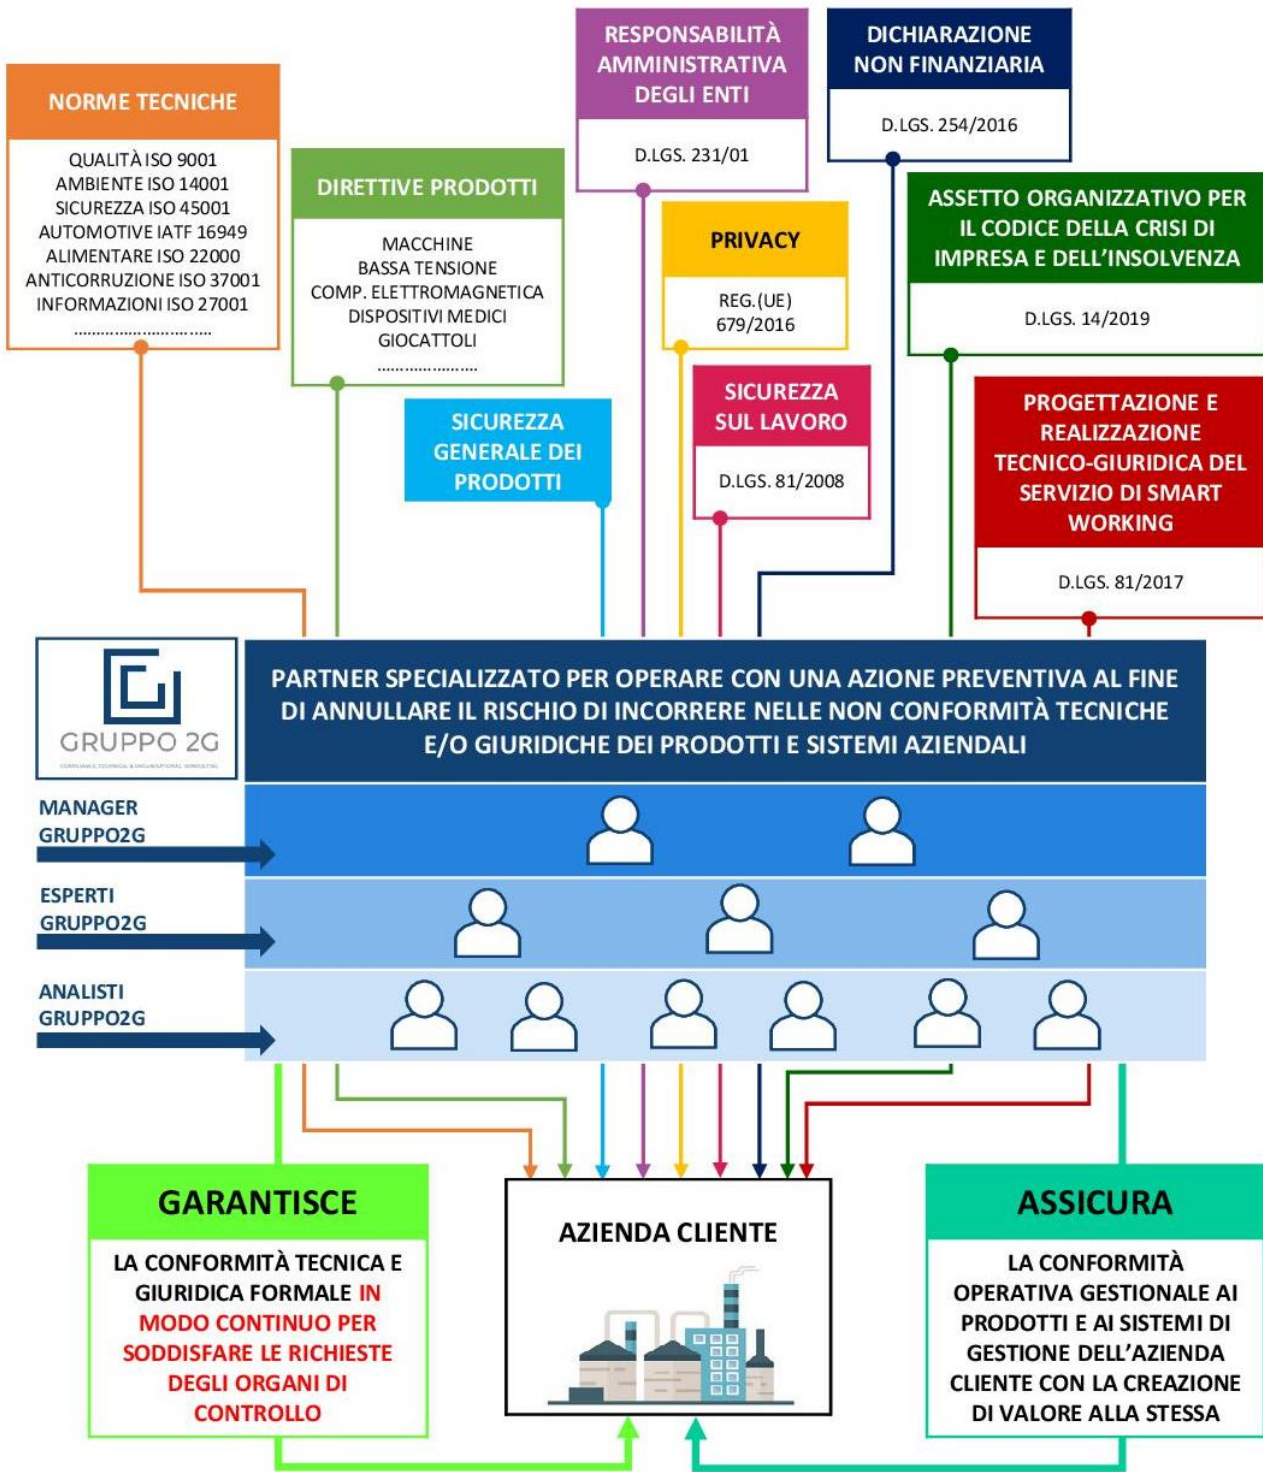 RESPONSABILITÀ
AMMINISTRATIVA
DEGLI ENTI
D.LGS. 231/01
DICHIARAZIONE
NON FINANZIARIA
D.LGS. 254/2016
NORME TECNICHE
QUALITÀ ISO 9001
AMBIENTE ISO 14001
SICUREZZA ISO 45001
AUTOMOTIVE IATF 16949
ALIMENTARE ISO 22000
ANTICORRUZIONE ISO 37001
INFORMAZIONI ISO 27001
...........................
DIRETTIVE PRODOTTI
MACCHINE
BASSA TENSIONE
COMP. ELETTROMAGNETICA
DISPOSITIVI MEDICI
GIOCATTOLI
....................
PRIVACY
REG.(UE)
679/2016
ASSETTO ORGANIZZATIVO PER
IL CODICE DELLA CRISI DI
IMPRESA E DELL'INSOLVENZA
D.LGS. 14/2019
SICUREZZA
GENERALE DEI
PRODOTTI
SICUREZZA
SUL LAVORO
D.LGS. 81/2008
PROGETTAZIONE E
REALIZZAZIONE
TECNICO-GIURIDICA DEL
SERVIZIO DI SMART
WORKING
D.LGS. 81/2017
GRUPPO 2G
COMPLIANCE, TECHNICAL & ORGANIZATIONAL CONSULTING
PARTNER SPECIALIZZATO PER OPERARE CON UNA AZIONE PREVENTIVA AL FINE
DI ANNULLARE IL RISCHIO DI INCORRERE NELLE NON CONFORMITÀ TECNICHE
E/O GIURIDICHE DEI PRODOTTI E SISTEMI AZIENDALI
MANAGER
GRUPPO2G
ESPERTI
GRUPPO2G
ANALISTI
GRUPPO2G
GARANTISCE
LA CONFORMITÀ TECNICA E
GIURIDICA FORMALE IN
MODO CONTINUO PER
SODDISFARE LE RICHIESTE
DEGLI ORGANI DI
CONTROLLO
AZIENDA CLIENTE
ASSICURA
LA CONFORMITÀ
OPERATIVA GESTIONALE AI
PRODOTTI E AI SISTEMI DI
GESTIONE DELL'AZIENDA
CLIENTE CON LA CREAZIONE
DI VALORE ALLA STESSA